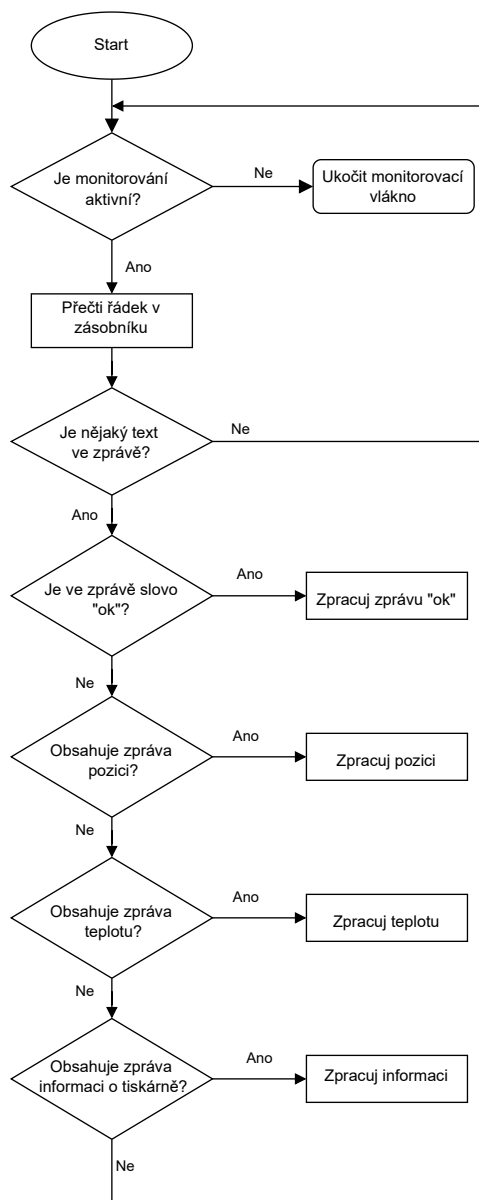 Start
Je monitorování
aktivní?
Ne
Ukočit monitorovací
vlákno
Ano
Přečti řádek v
zásobníku
Je nějaký text
ve zprávě?
Ne
Ano
Je ve zprávě slovo
"ok"?
Ano
Zpracuj zprávu "ok"
Ne
Obsahuje zpráva
pozici?
Ano
Zpracuj pozici
Ne
Obsahuje zpráva
teplotu?
Ano
Zpracuj teplotu
Ne
Obsahuje zpráva
informaci o tiskárně?
Ano
Zpracuj informaci
Ne